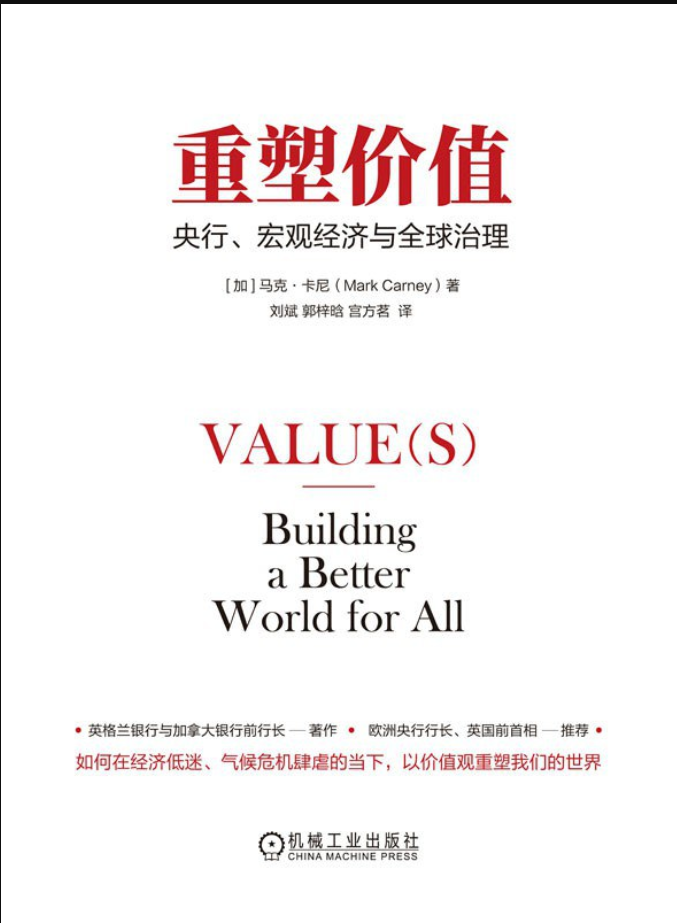 重塑价值
央行、宏观经济与全球治理
[加]马克·卡尼（Mark Carney）著
刘斌 郭梓晗 宫方茗 译
VALUE(S)
Building
a Better
World for All
• 英格兰银行与加拿大银行前行长 — 著作 • 欧洲央行行长、英国前首相 — 推荐 •
如何在经济低迷、气候危机肆虐的当下，以价值观重塑我们的世界
机械工业出版社
CHINA MACHINE PRESS